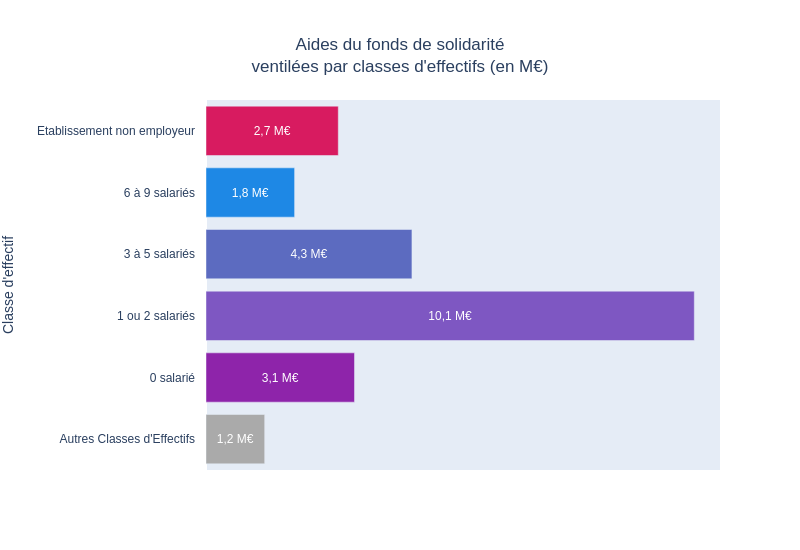 Aides du fonds de solidarité
ventilées par classes d'effectifs (en M€)
Classe d'effectif
Etablissement non employeur
2,7 M€
6 à 9 salariés
1,8 M€
3 à 5 salariés
4,3 M€
1 ou 2 salariés
10,1 M€
0 salarié
3,1 M€
Autres Classes d'Effectifs
1,2 M€